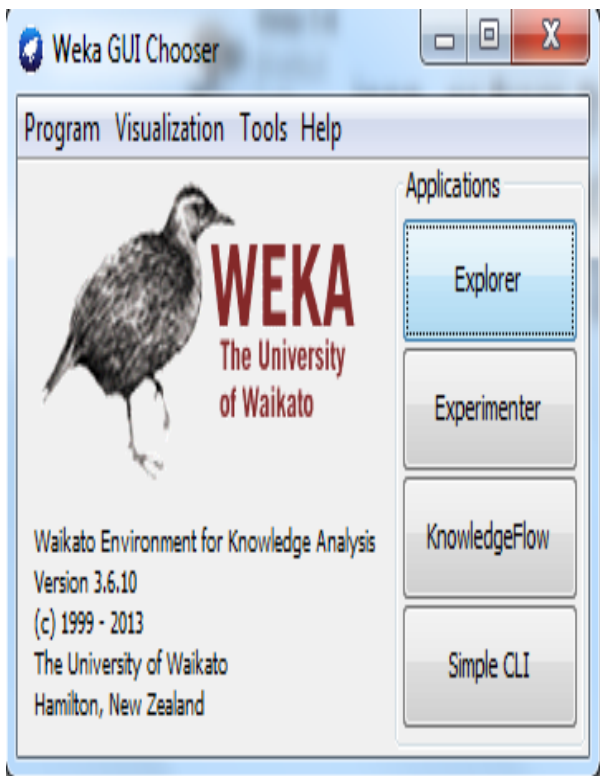 Weka GUI Chooser
Program Visualization Tools Help
WEKA
The University
of Waikato
Waikato Environment for Knowledge Analysis
Version 3.6.10
(c) 1999 - 2013
The University of Waikato
Hamilton, New Zealand
Applications
Explorer
Experimenter
KnowledgeFlow
Simple CLI